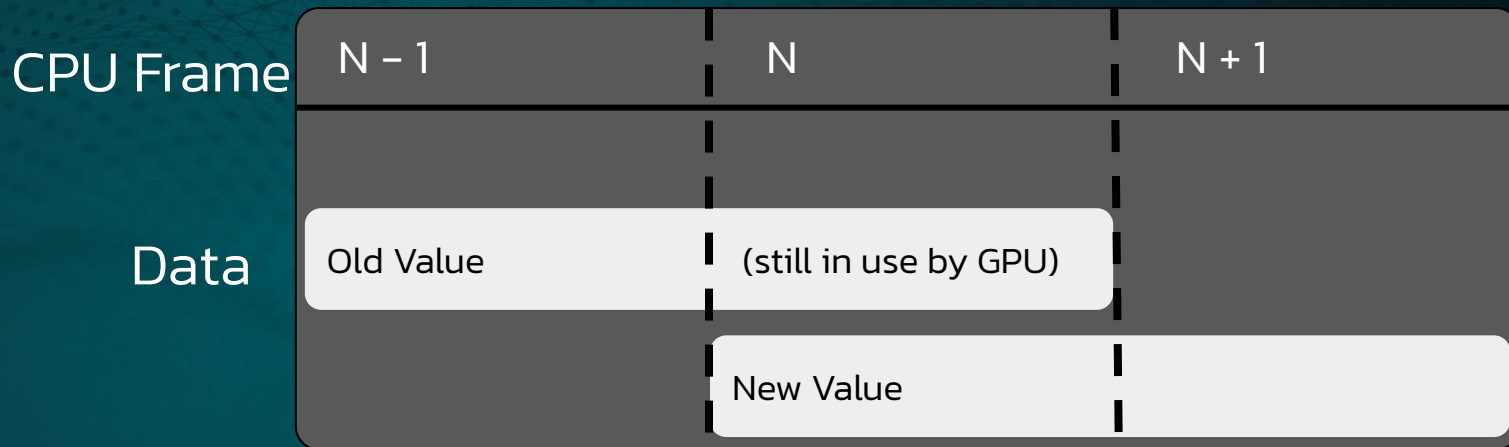 CPU Frame
N – 1
N
N + 1
Data
Old Value
(still in use by GPU)
New Value